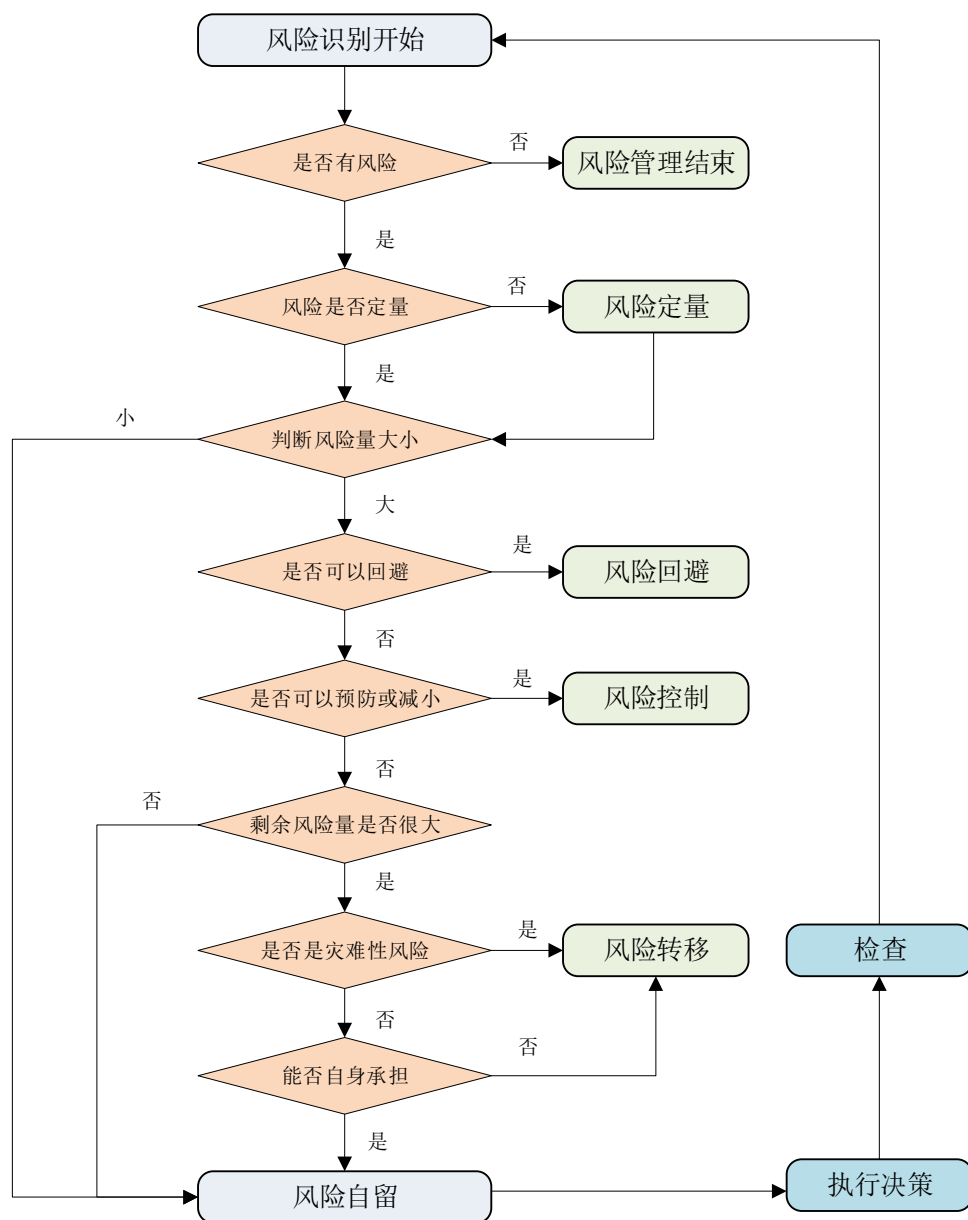 风险识别开始
是否有风险
否
风险管理结束
是
风险是否定量
否
风险定量
是
小
判断风险量大小
大
是否可以回避
是
风险回避
否
是否可以预防或减小
是
风险控制
否
否
剩余风险量是否很大
是
是否是灾难性风险
是
风险转移
检查
否
否
能否自身承担
是
风险自留
执行决策